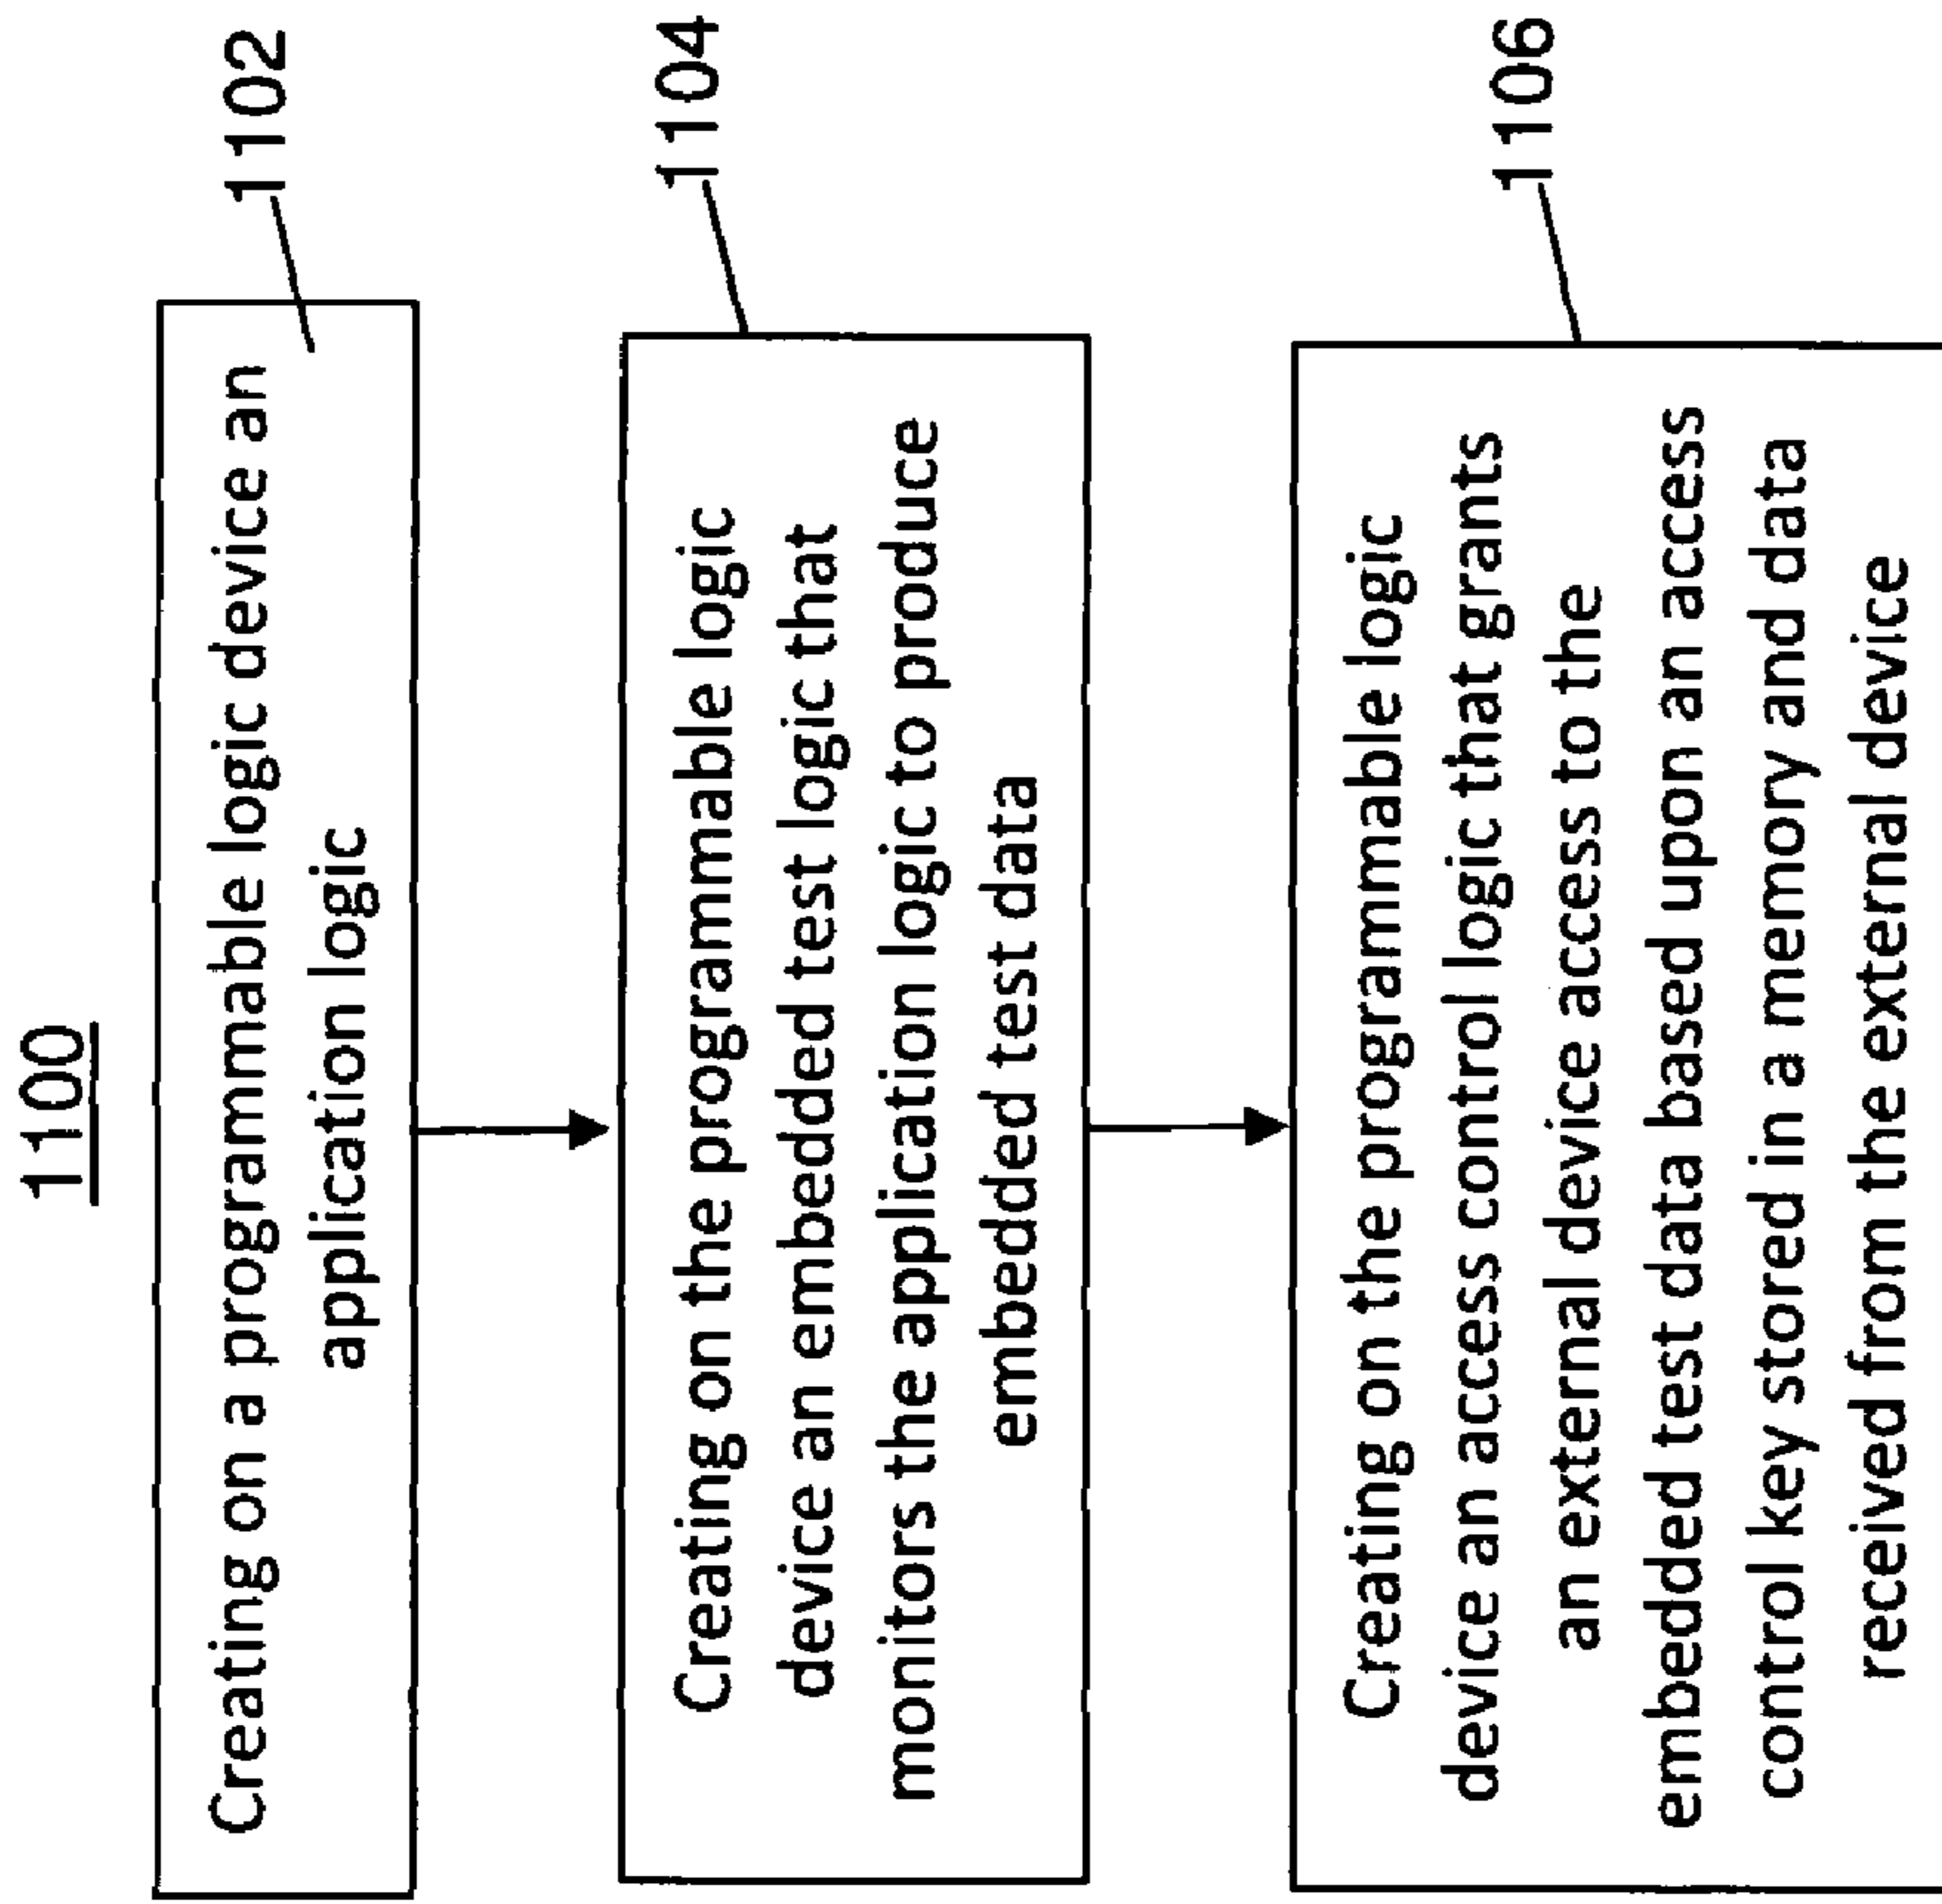 1100
Creating on a programmable logic device an
application logic
1102
Creating on the programmable logic
device an embedded test logic that
monitors the application logic to produce
embedded test data
1104
Creating on the programmable logic
device an access control logic that grants
an external device access to the
embedded test data based upon an access
control key stored in a memory and data
received from the external device
1106